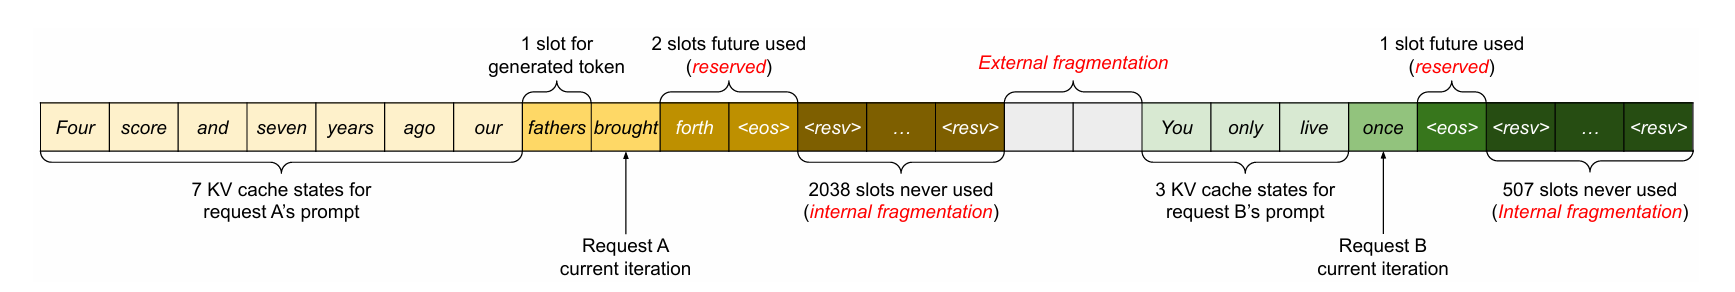 1 slot for
generated token
2 slots future used
(reserved)
External fragmentation
1 slot future used
(reserved)
Four score and seven years ago our fathers brought forth <eos> <resv> ... <resv> You only live once <eos> <resv> ... <resv>
7 KV cache states for
request A's prompt
2038 slots never used
(internal fragmentation)
3 KV cache states for
request B's prompt
507 slots never used
(Internal fragmentation)
Request A
current iteration
Request B
current iteration